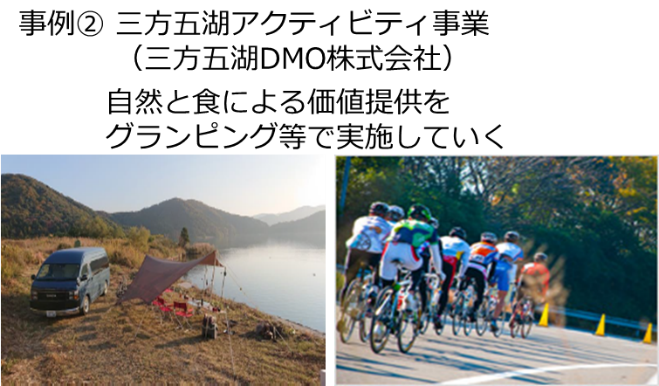 事例② 三方五湖アクティビティ事業
（三方五湖DMO株式会社）
自然と食による価値提供を
グランピング等で実施していく